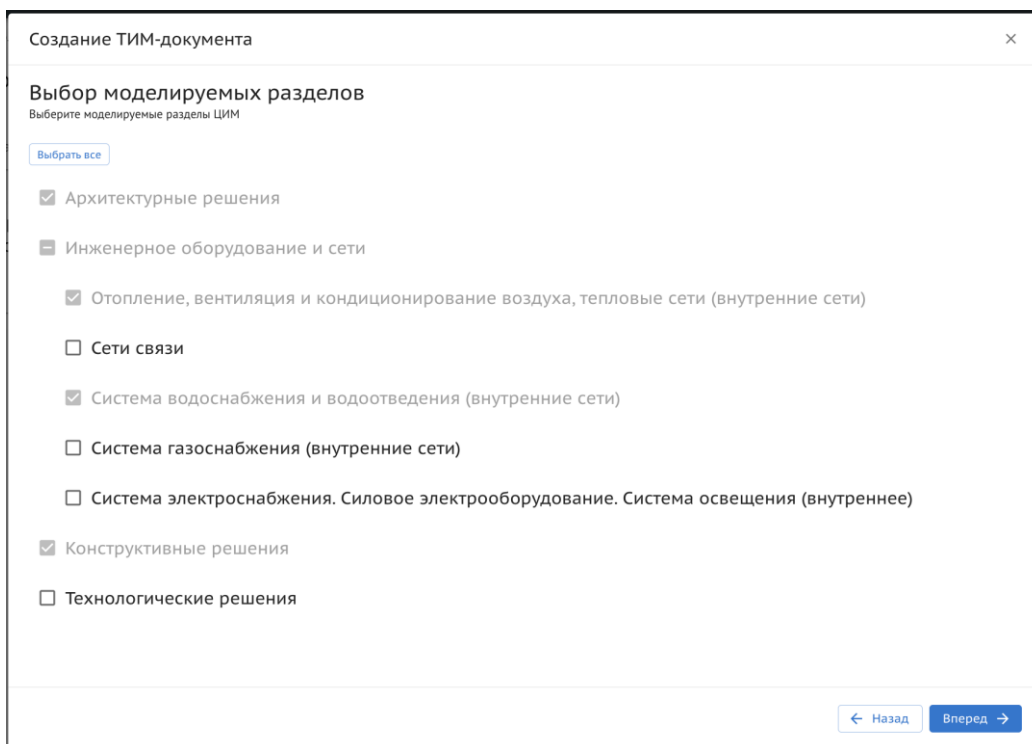 Создание ТИМ-документа
Выбор моделируемых разделов
Выберите моделируемые разделы ЦИМ
Выбрать все
Архитектурные решения
Инженерное оборудование и сети
Отопление, вентиляция и кондиционирование воздуха, тепловые сети (внутренние сети)
Сети связи
Система водоснабжения и водоотведения (внутренние сети)
Система газоснабжения (внутренние сети)
Система электроснабжения. Силовое электрооборудование. Система освещения (внутреннее)
Конструктивные решения
Технологические решения
Назад
Вперед